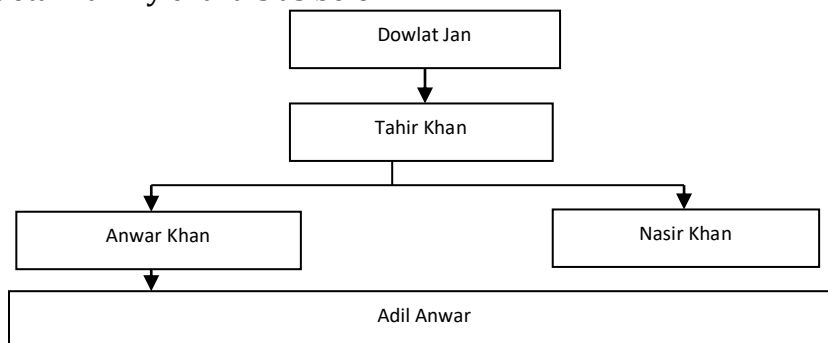 Dowlat Jan
Tahir Khan
Anwar Khan
Nasir Khan
Adil Anwar